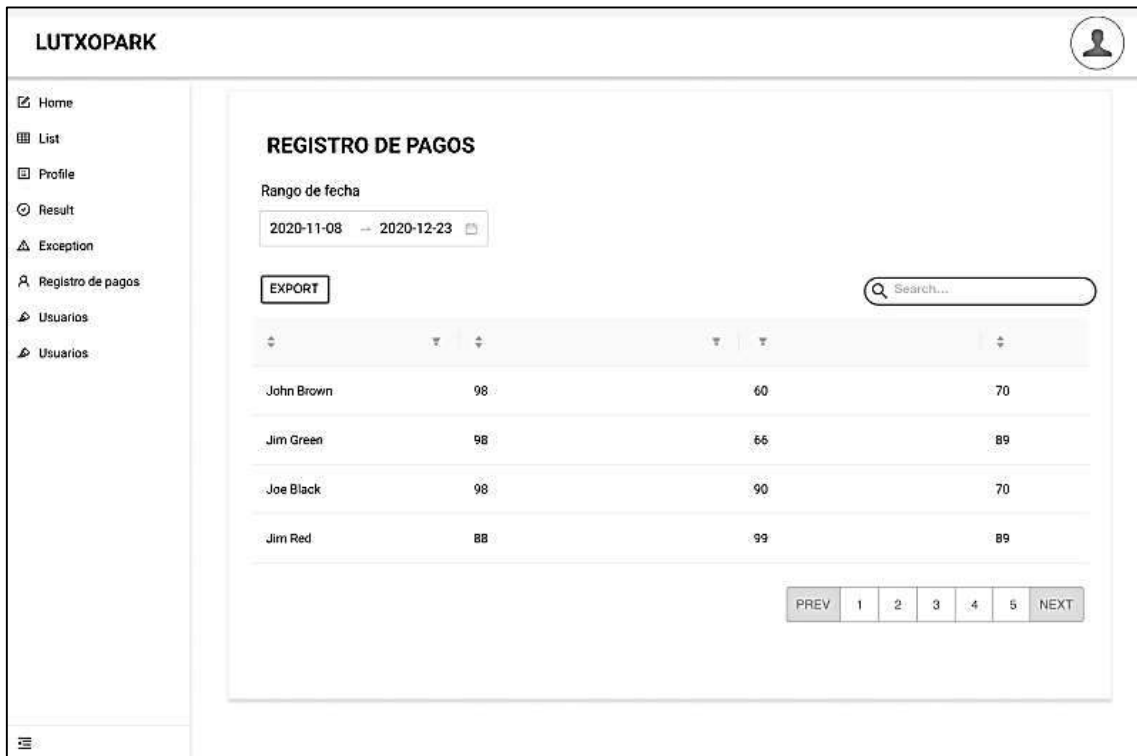 LUTXOPARK
Home
List
Profile
Result
Exception
Registro de pagos
Usuarios
Usuarios
REGISTRO DE PAGOS
Rango de fecha
2020-11-08 → 2020-12-23
EXPORT
Search...
John Brown 98 60 70
Jim Green 98 66 89
Joe Black 98 90 70
Jim Red 88 99 89
PREV 1 2 3 4 5 NEXT